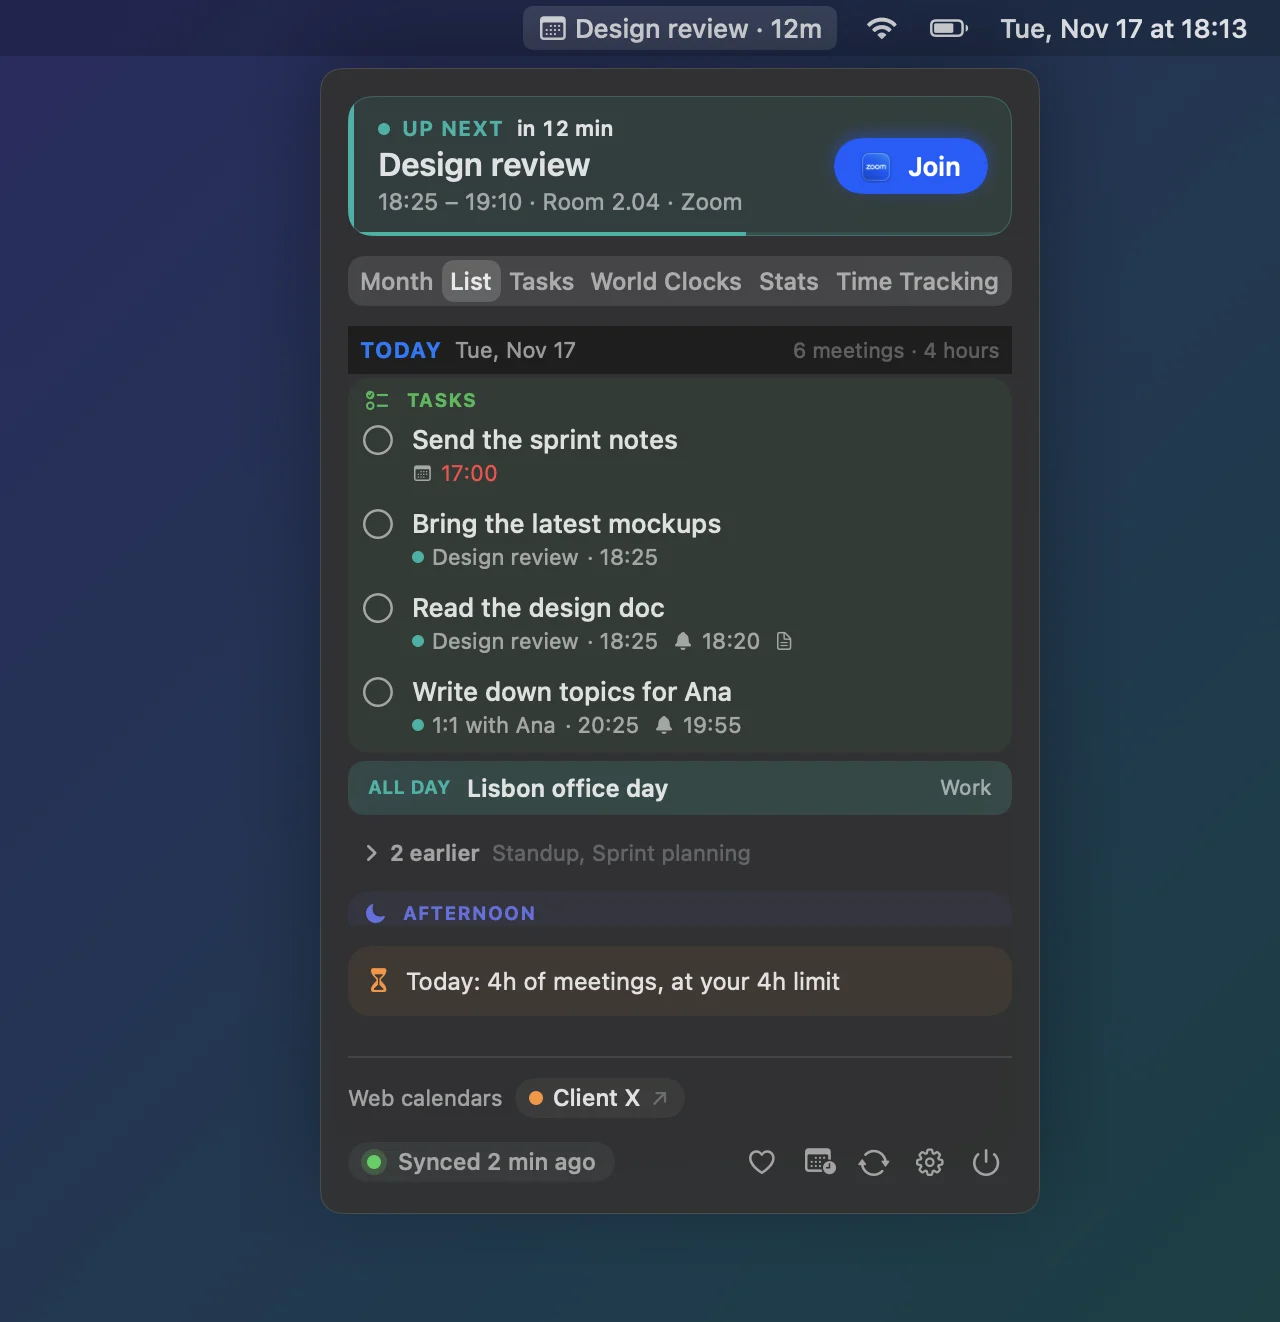 Design review · 12m
Tue, Nov 17 at 18:13
UP NEXT in 12 min
Design review
18:25 – 19:10 · Room 2.04 · Zoom
zoom Join
Month List Tasks World Clocks Stats Time Tracking
TODAY Tue, Nov 17 6 meetings · 4 hours
TASKS
Send the sprint notes
17:00
Bring the latest mockups
Design review · 18:25
Read the design doc
Design review · 18:25 18:20
Write down topics for Ana
1:1 with Ana · 20:25 19:55
ALL DAY Lisbon office day Work
2 earlier Standup, Sprint planning
AFTERNOON
Today: 4h of meetings, at your 4h limit
Web calendars Client X
Synced 2 min ago